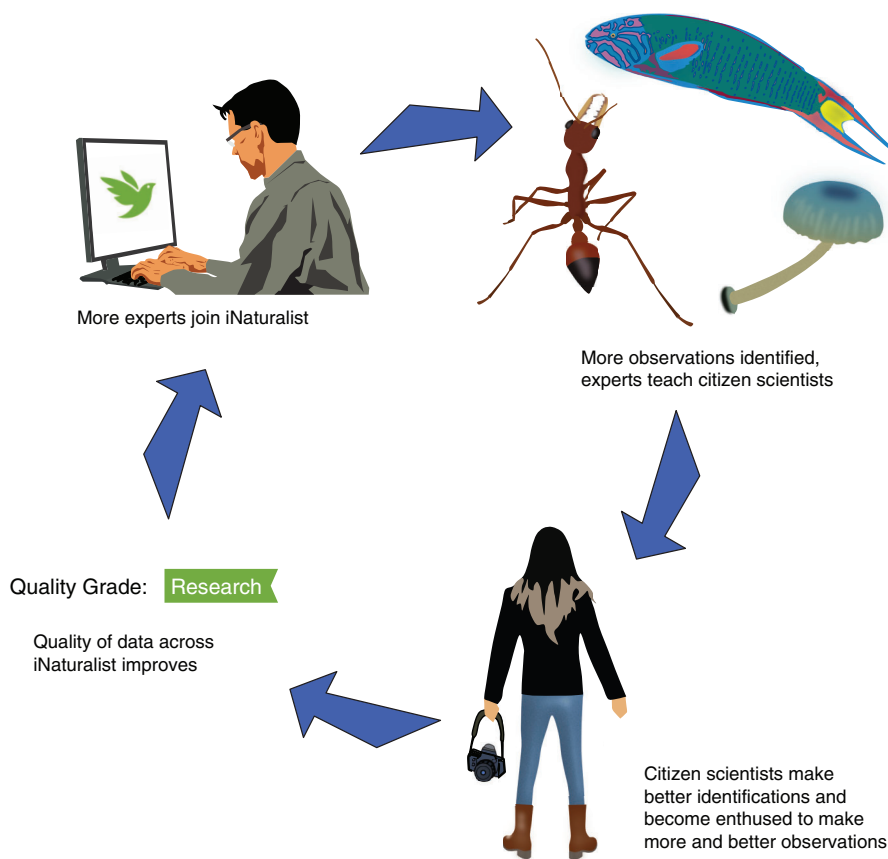 More experts join iNaturalist
More observations identified,
experts teach citizen scientists
Quality Grade: Research
Quality of data across
iNaturalist improves
Citizen scientists make
better identifications and
become enthused to make
more and better observations